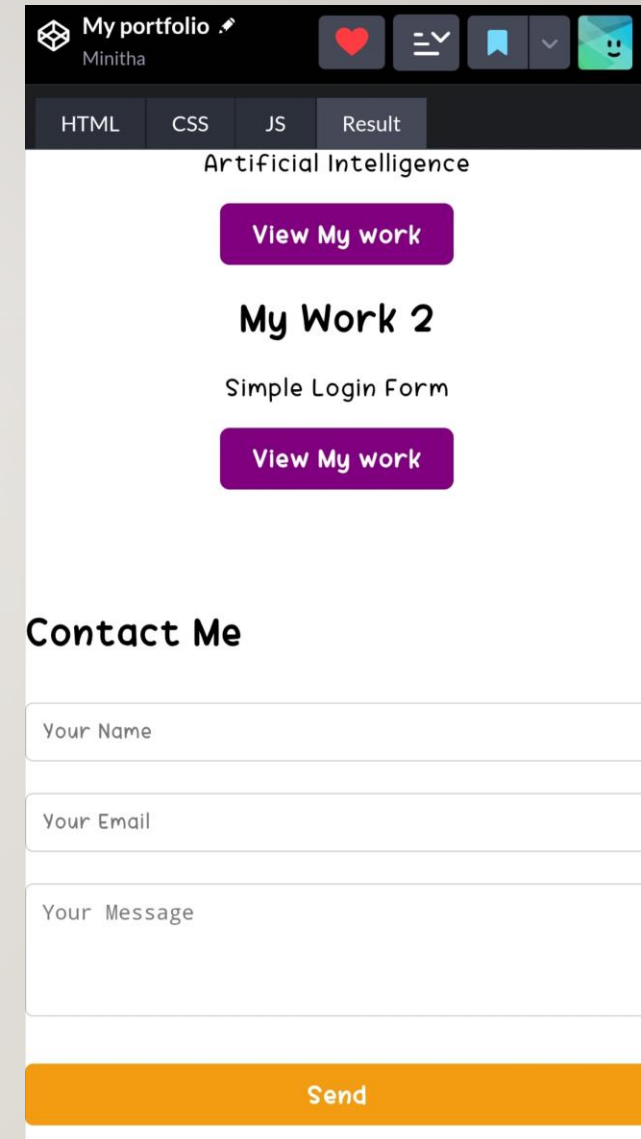 My portfolio
Minitha
HTML CSS JS Result
Artificial Intelligence
View My work
My Work 2
Simple Login Form
View My work
Contact Me
Your Name
Your Email
Your Message
Send